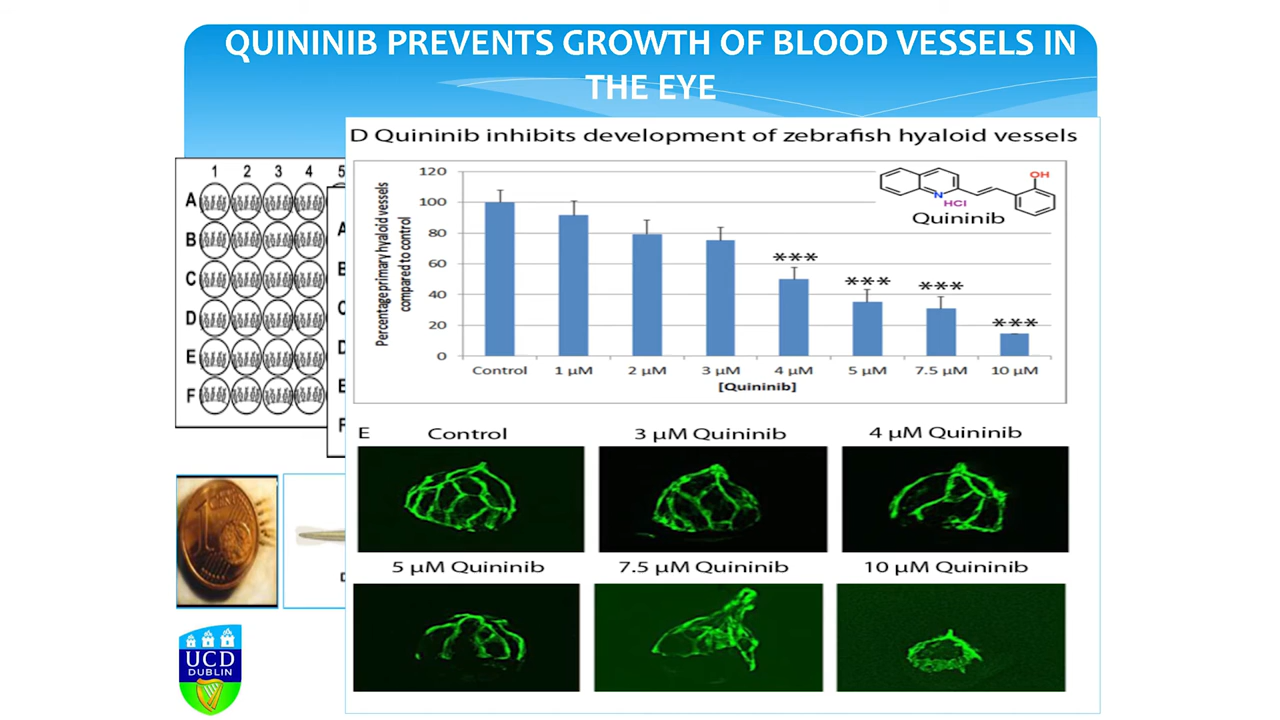 QUININIB PREVENTS GROWTH OF BLOOD VESSELS IN
THE EYE
D Quininib inhibits development of zebrafish hyaloid vessels
1 2 3 4 5
A
B
C
D
E
F
A
B
C
D
E
F
Percentage primary hyaloid vessels
compared to control
120
100
80
60
40
20
0
OH
N
HCl
Quininib
***
***
***
***
Control 1 µM 2 µM 3 µM 4 µM 5 µM 7.5 µM 10 µM
[Quininib]
E Control 3 µM Quininib 4 µM Quininib
5 µM Quininib 7.5 µM Quininib 10 µM Quininib
1
UCD
DUBLIN